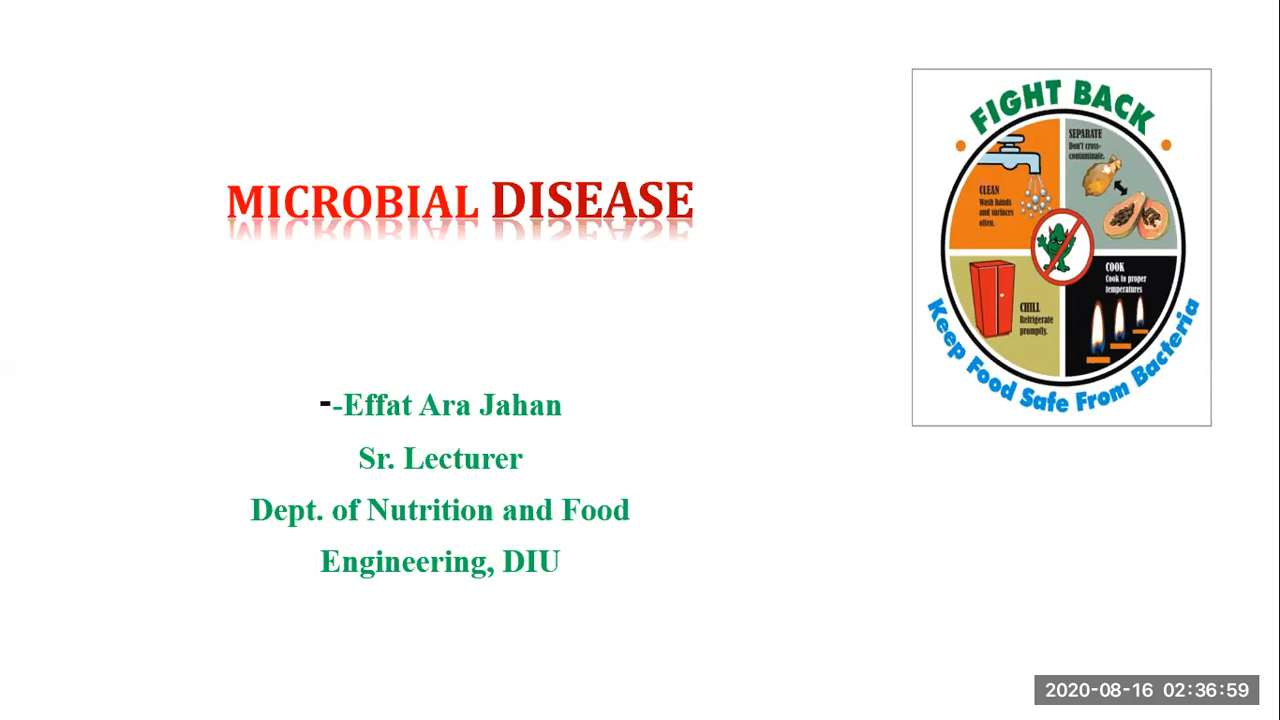 MICROBIAL DISEASE
--Effat Ara Jahan
Sr. Lecturer
Dept. of Nutrition and Food
Engineering, DIU
FIGHT BACK
SEPARATE
Don't cross-
contaminate.
CLEAN
Wash hands
and surfaces
often.
COOK
Cook to proper
temperatures
CHILL
Refrigerate
promptly.
Keep Food Safe From Bacteria
2020-08-16 02:36:59